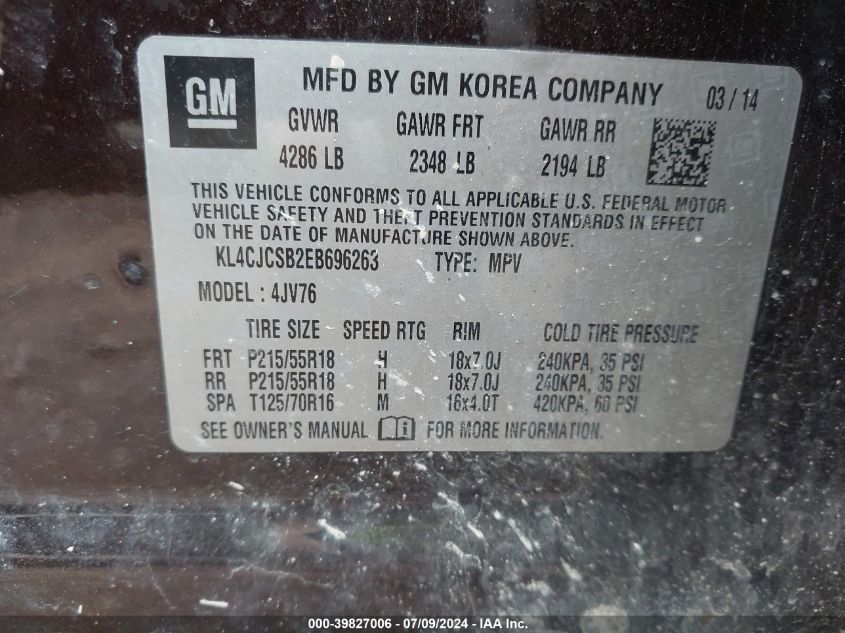 GM
MFD BY GM KOREA COMPANY 03/14
GVWR GAWR FRT GAWR RR
4286 LB 2348 LB 2194 LB
THIS VEHICLE CONFORMS TO ALL APPLICABLE U.S. FEDERAL MOTOR
VEHICLE SAFETY AND THEFT PREVENTION STANDARDS IN EFFECT
ON THE DATE OF MANUFACTURE SHOWN ABOVE.
KL4CJCSB2EB696263 TYPE: MPV
MODEL: 4JV76
TIRE SIZE SPEED RTG RIM COLD TIRE PRESSURE
FRT P215/55R18 H 18x7.0J 240KPA, 35 PSI
RR P215/55R18 H 18x7.0J 240KPA, 35 PSI
SPA T125/70R16 M 16x4.0T 420KPA, 60 PSI
SEE OWNER'S MANUAL FOR MORE INFORMATION.
000-39827006 / 07/09/2024 - IAA Inc.